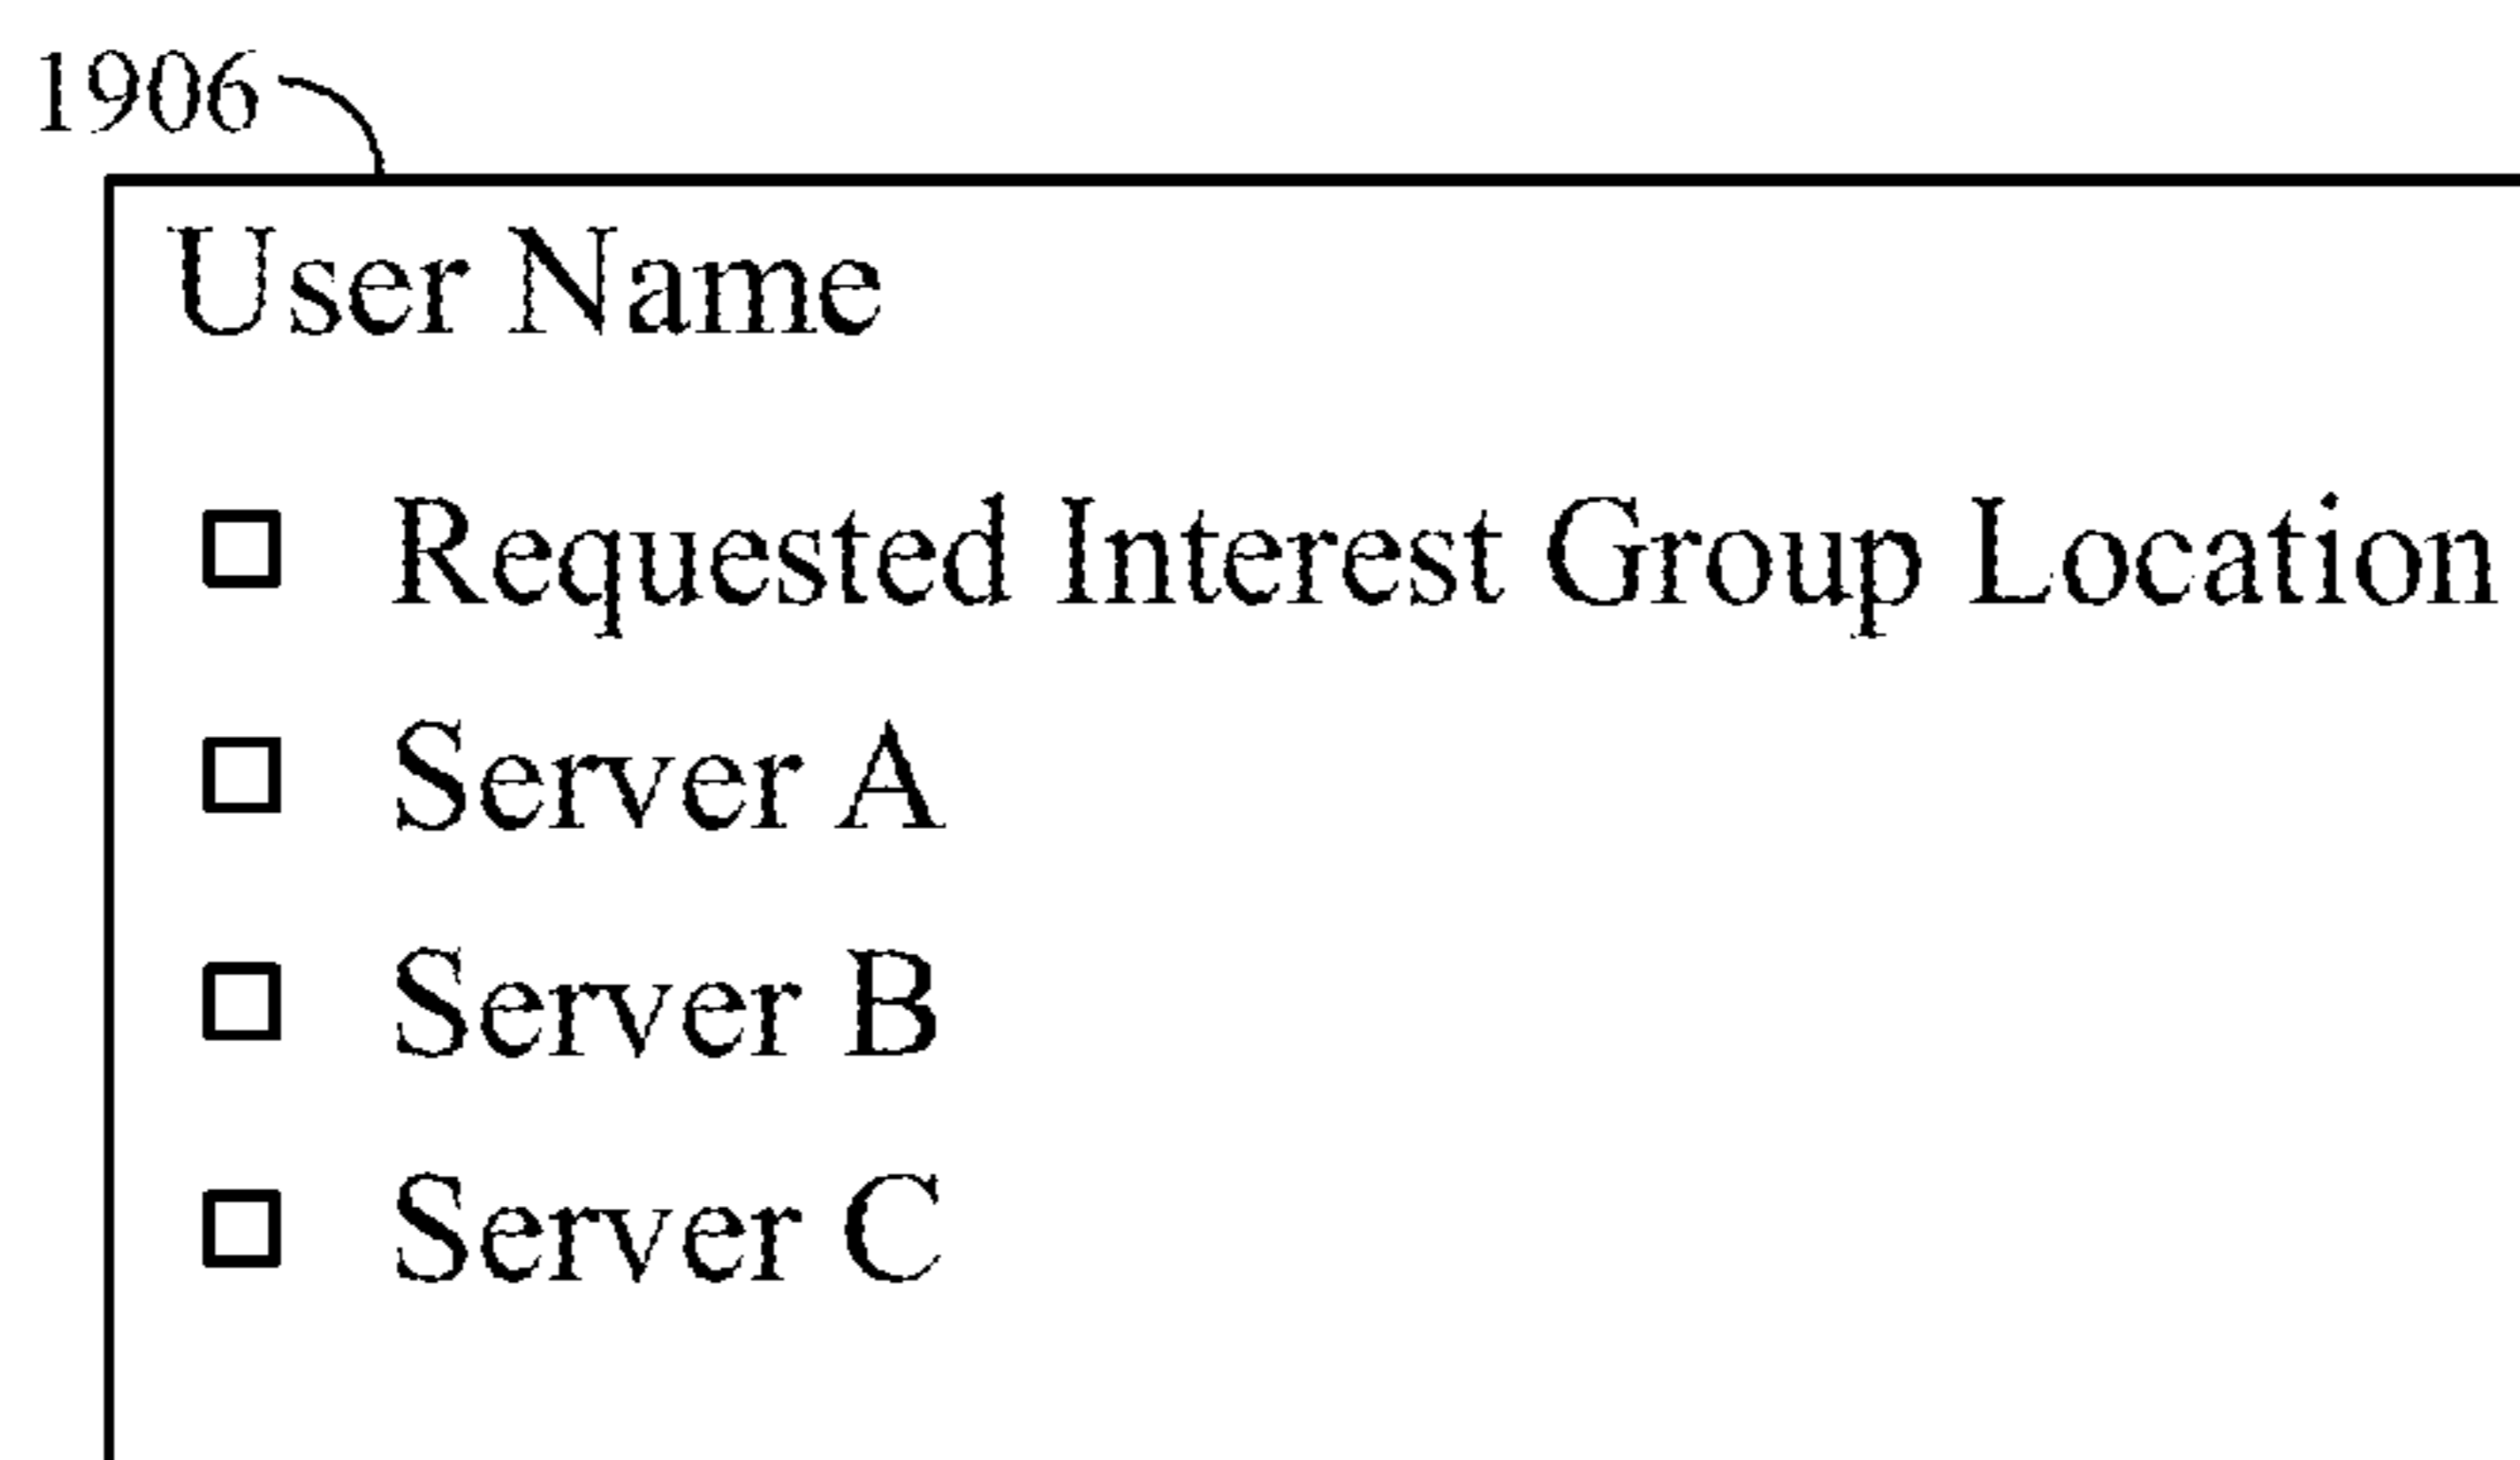 1906
User Name
Requested Interest Group Location
Server A
Server B
Server C